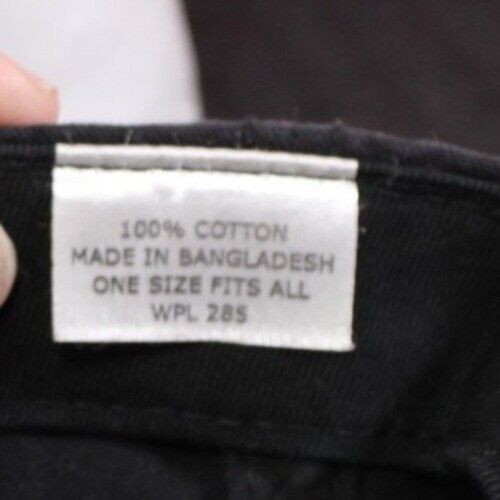 100% COTTON
MADE IN BANGLADESH
ONE SIZE FITS ALL
WPL 285